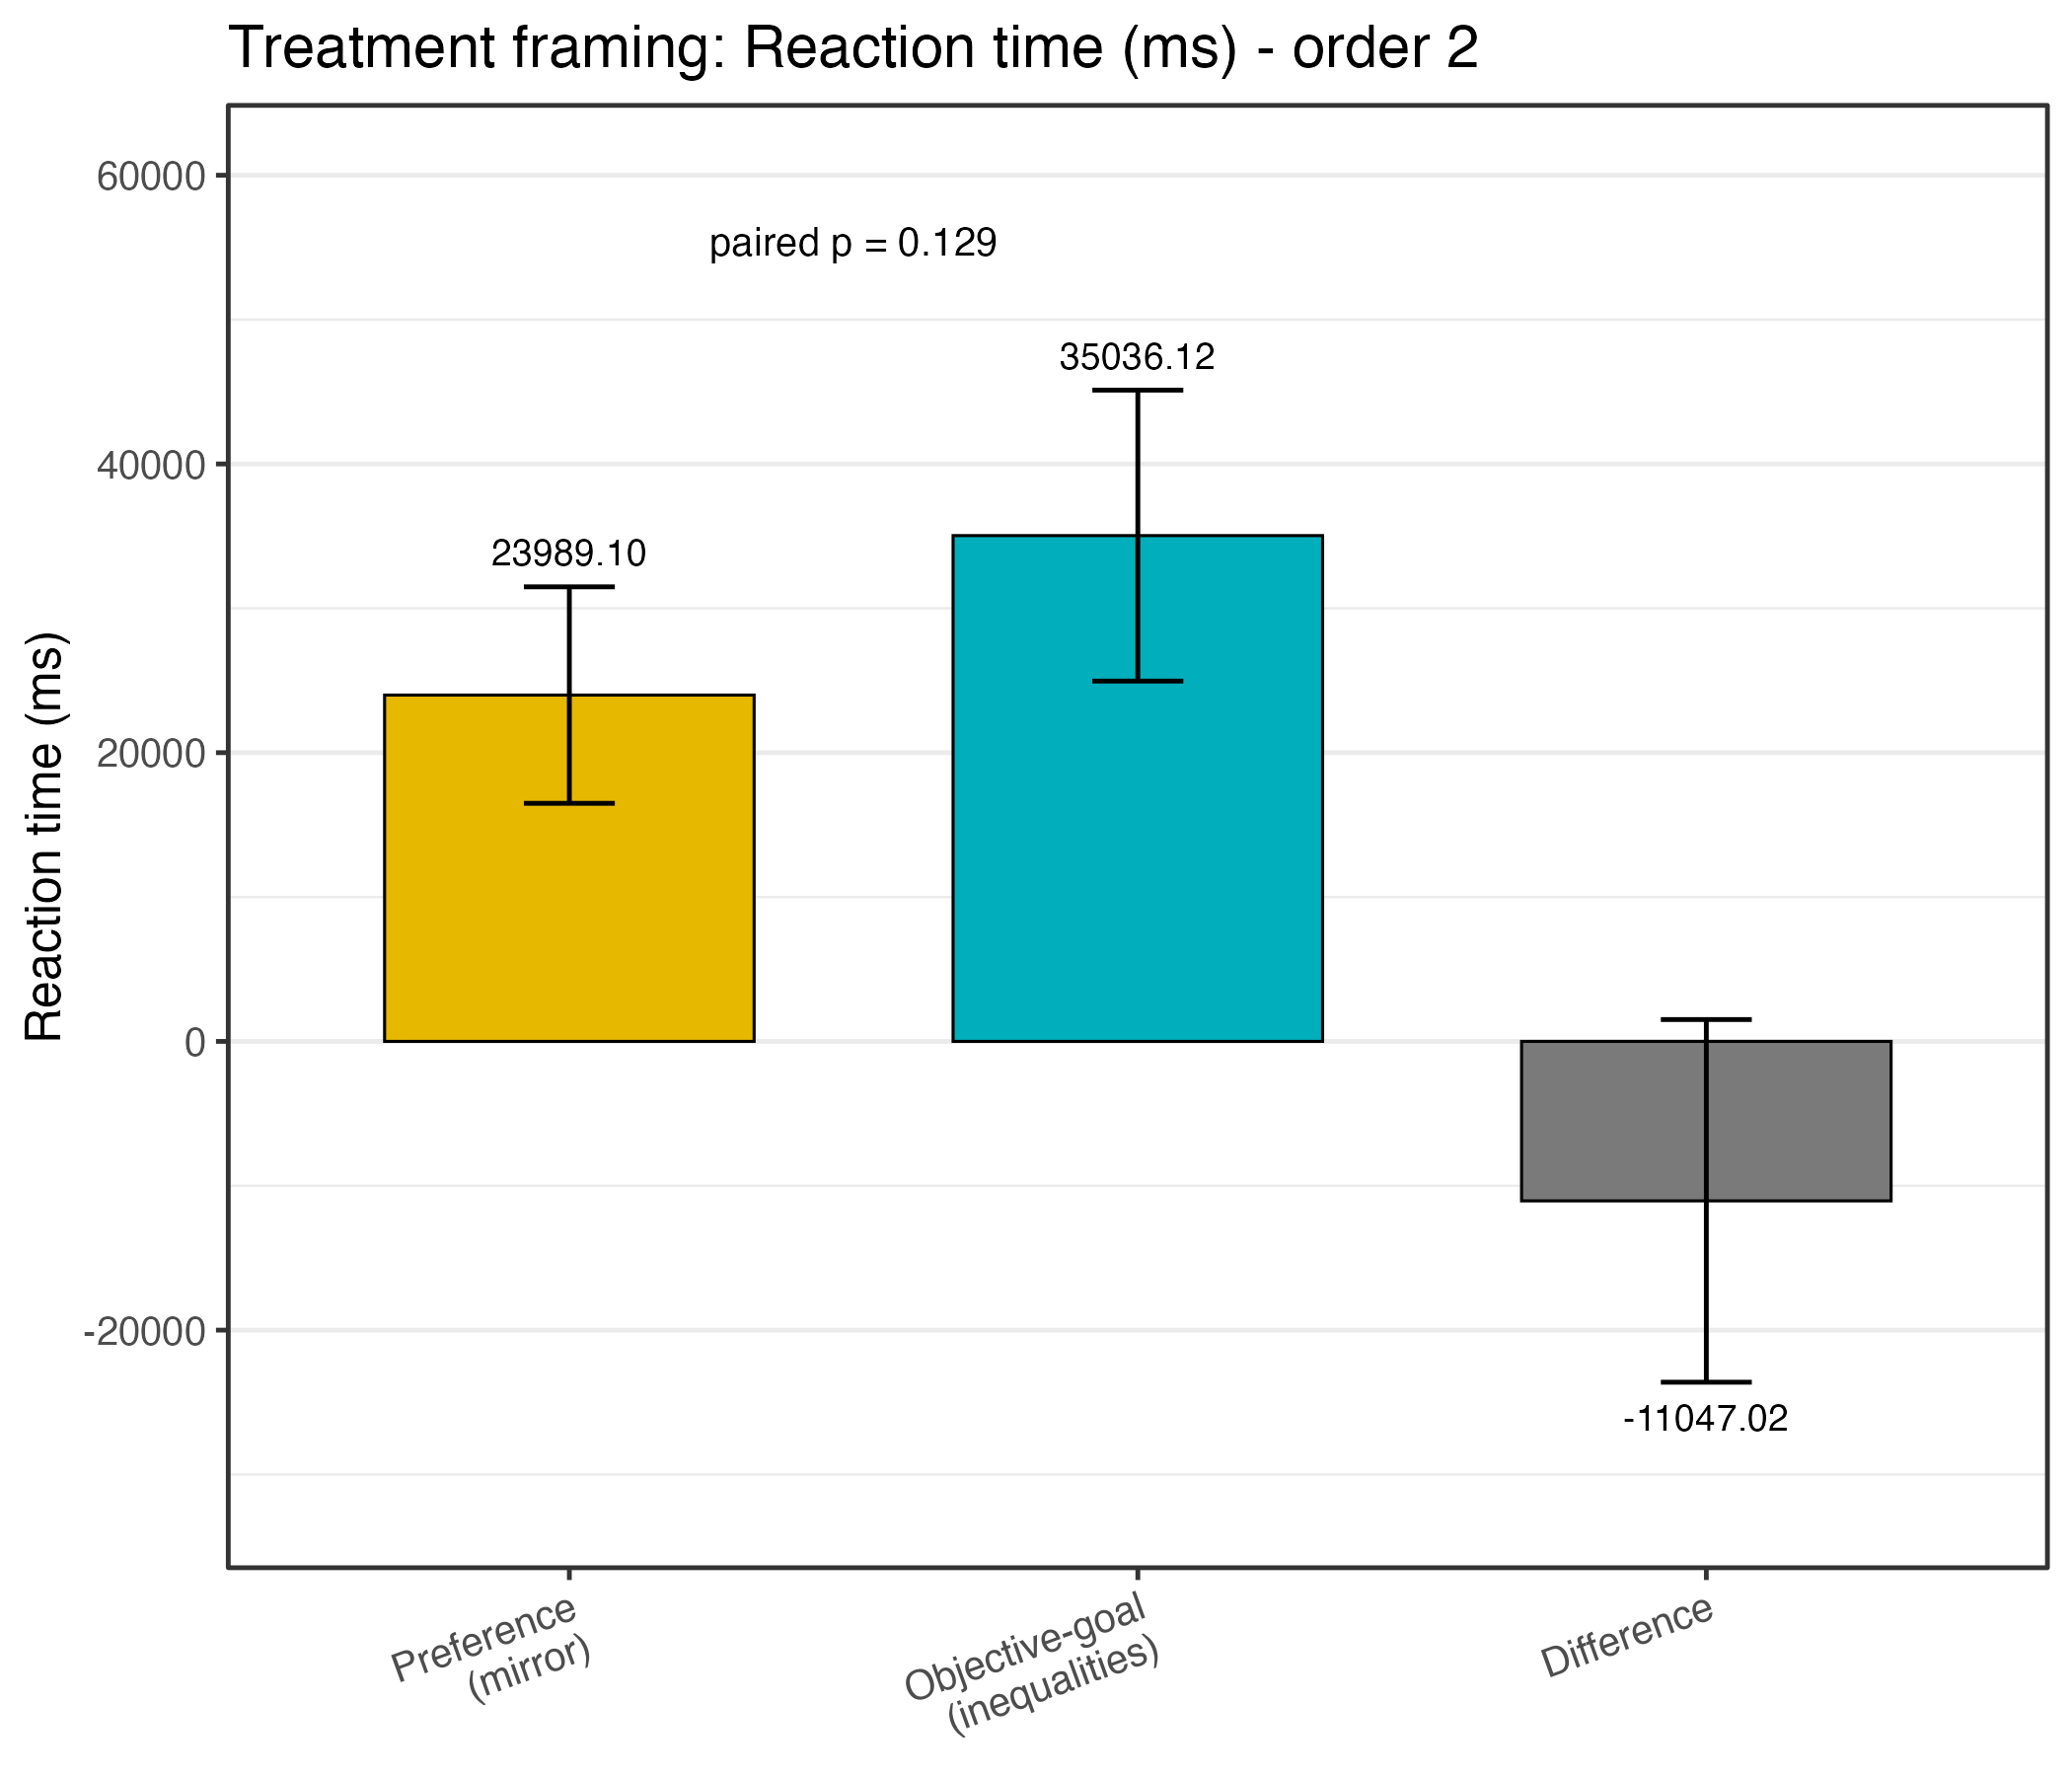 Treatment framing: Reaction time (ms) - order 2
Reaction time (ms)
60000
40000
20000
0
-20000
paired p = 0.129
23989.10
35036.12
-11047.02
Preference
(mirror)
Objective-goal
(inequalities)
Difference